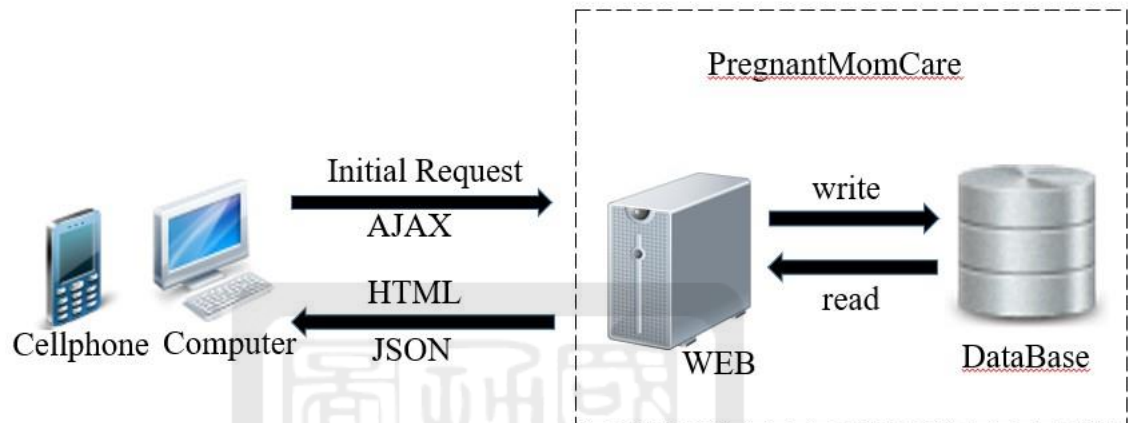 PregnantMomCare
Initial Request
AJAX
write
HTML
JSON
read
Cellphone
Computer
WEB
DataBase